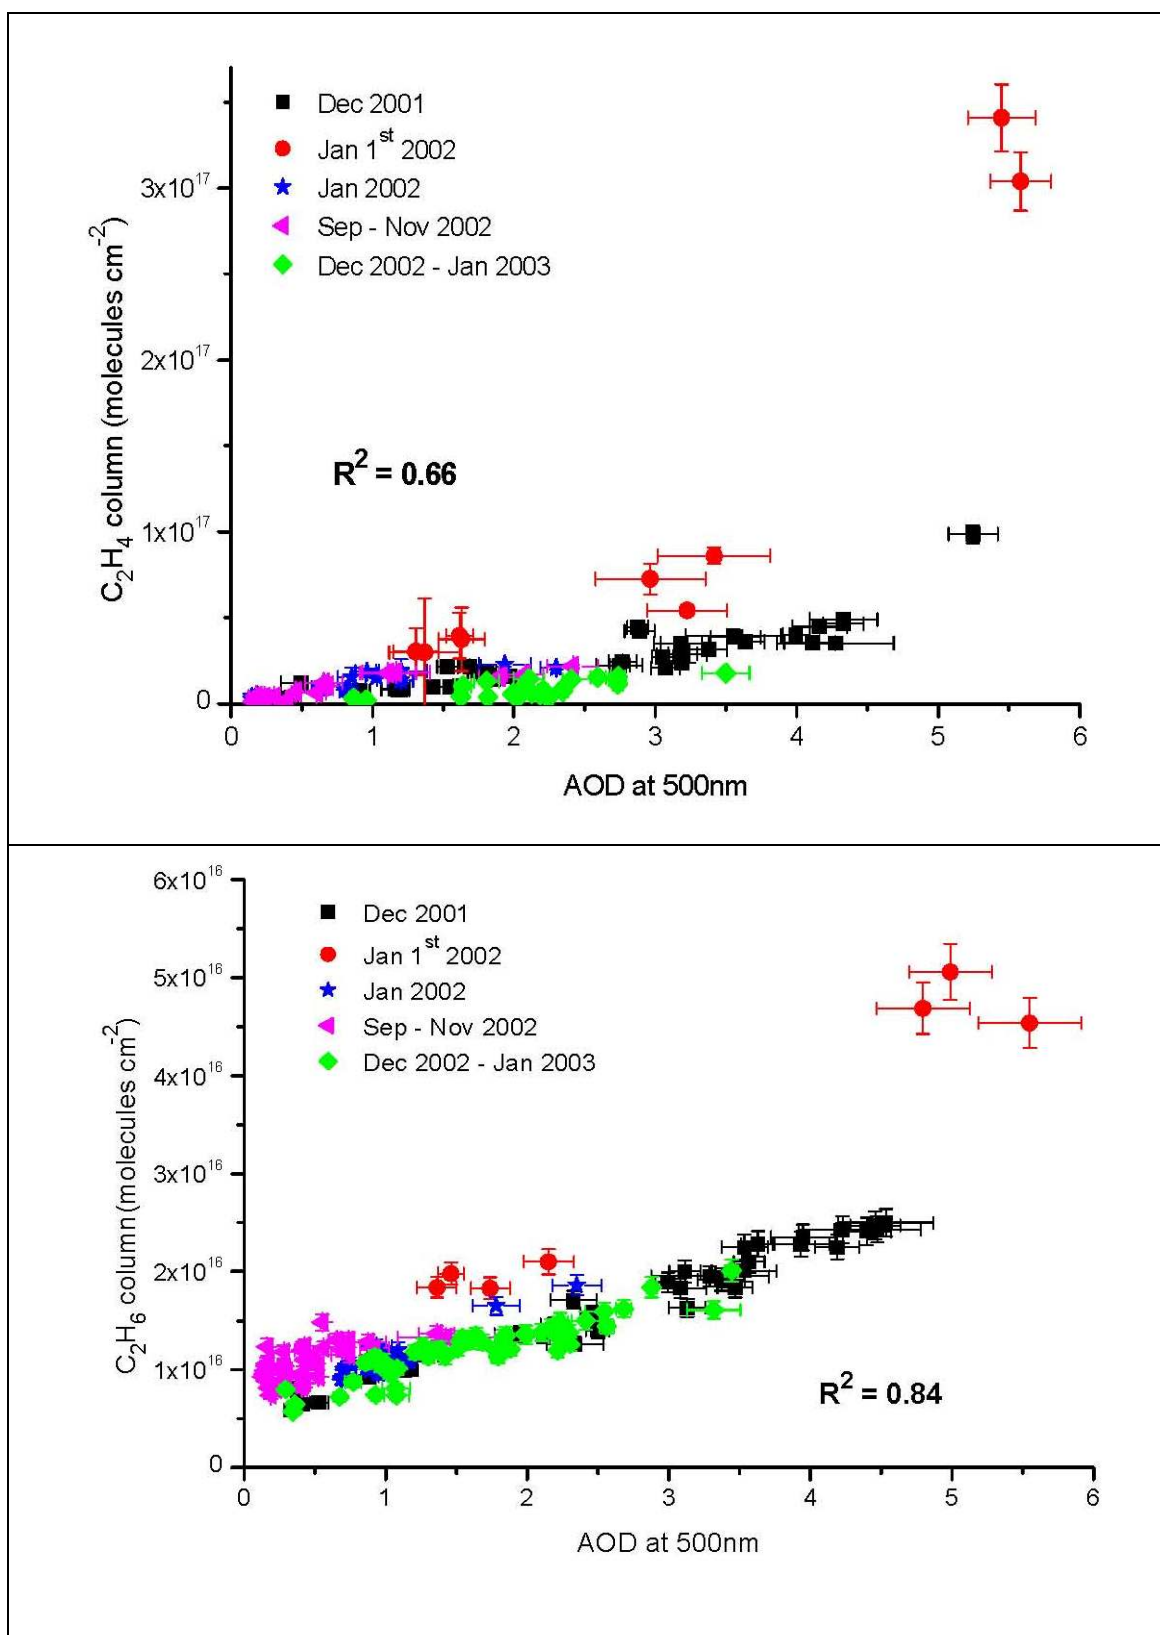 Dec 2001
Jan 1st 2002
Jan 2002
Sep - Nov 2002
Dec 2002 - Jan 2003
3x10^17
2x10^17
1x10^17
0
C2H4 column (molecules cm^-2)
R^2 = 0.66
0 1 2 3 4 5 6
AOD at 500nm
6x10^16
5x10^16
4x10^16
3x10^16
2x10^16
1x10^16
0
C2H6 column (molecules cm^-2)
Dec 2001
Jan 1st 2002
Jan 2002
Sep - Nov 2002
Dec 2002 - Jan 2003
R^2 = 0.84
0 1 2 3 4 5 6
AOD at 500nm